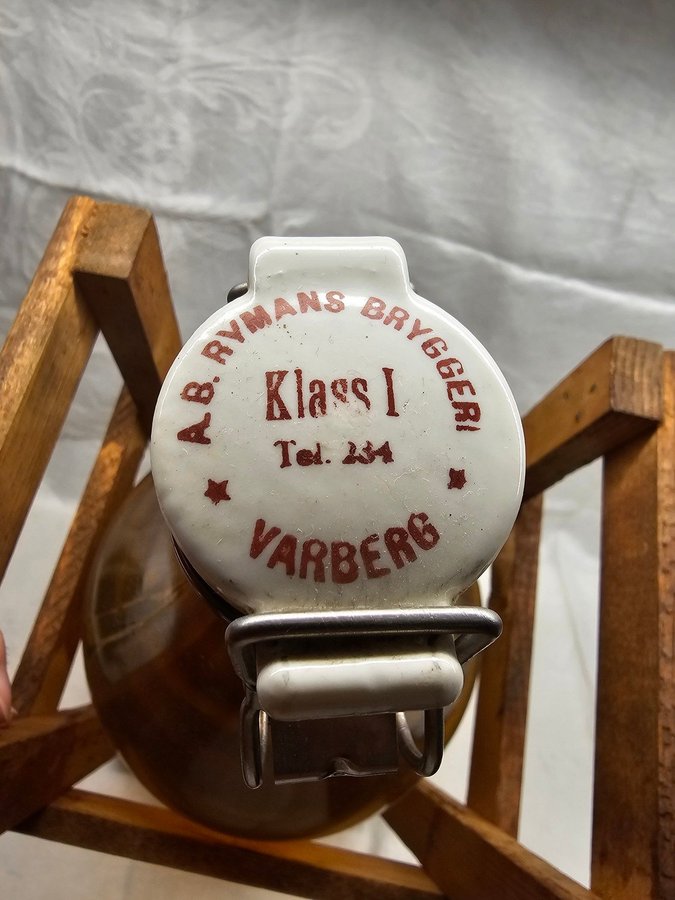 A.B. RYMANS BRYGGERI
Klass I
Tel. 234
VARBERG